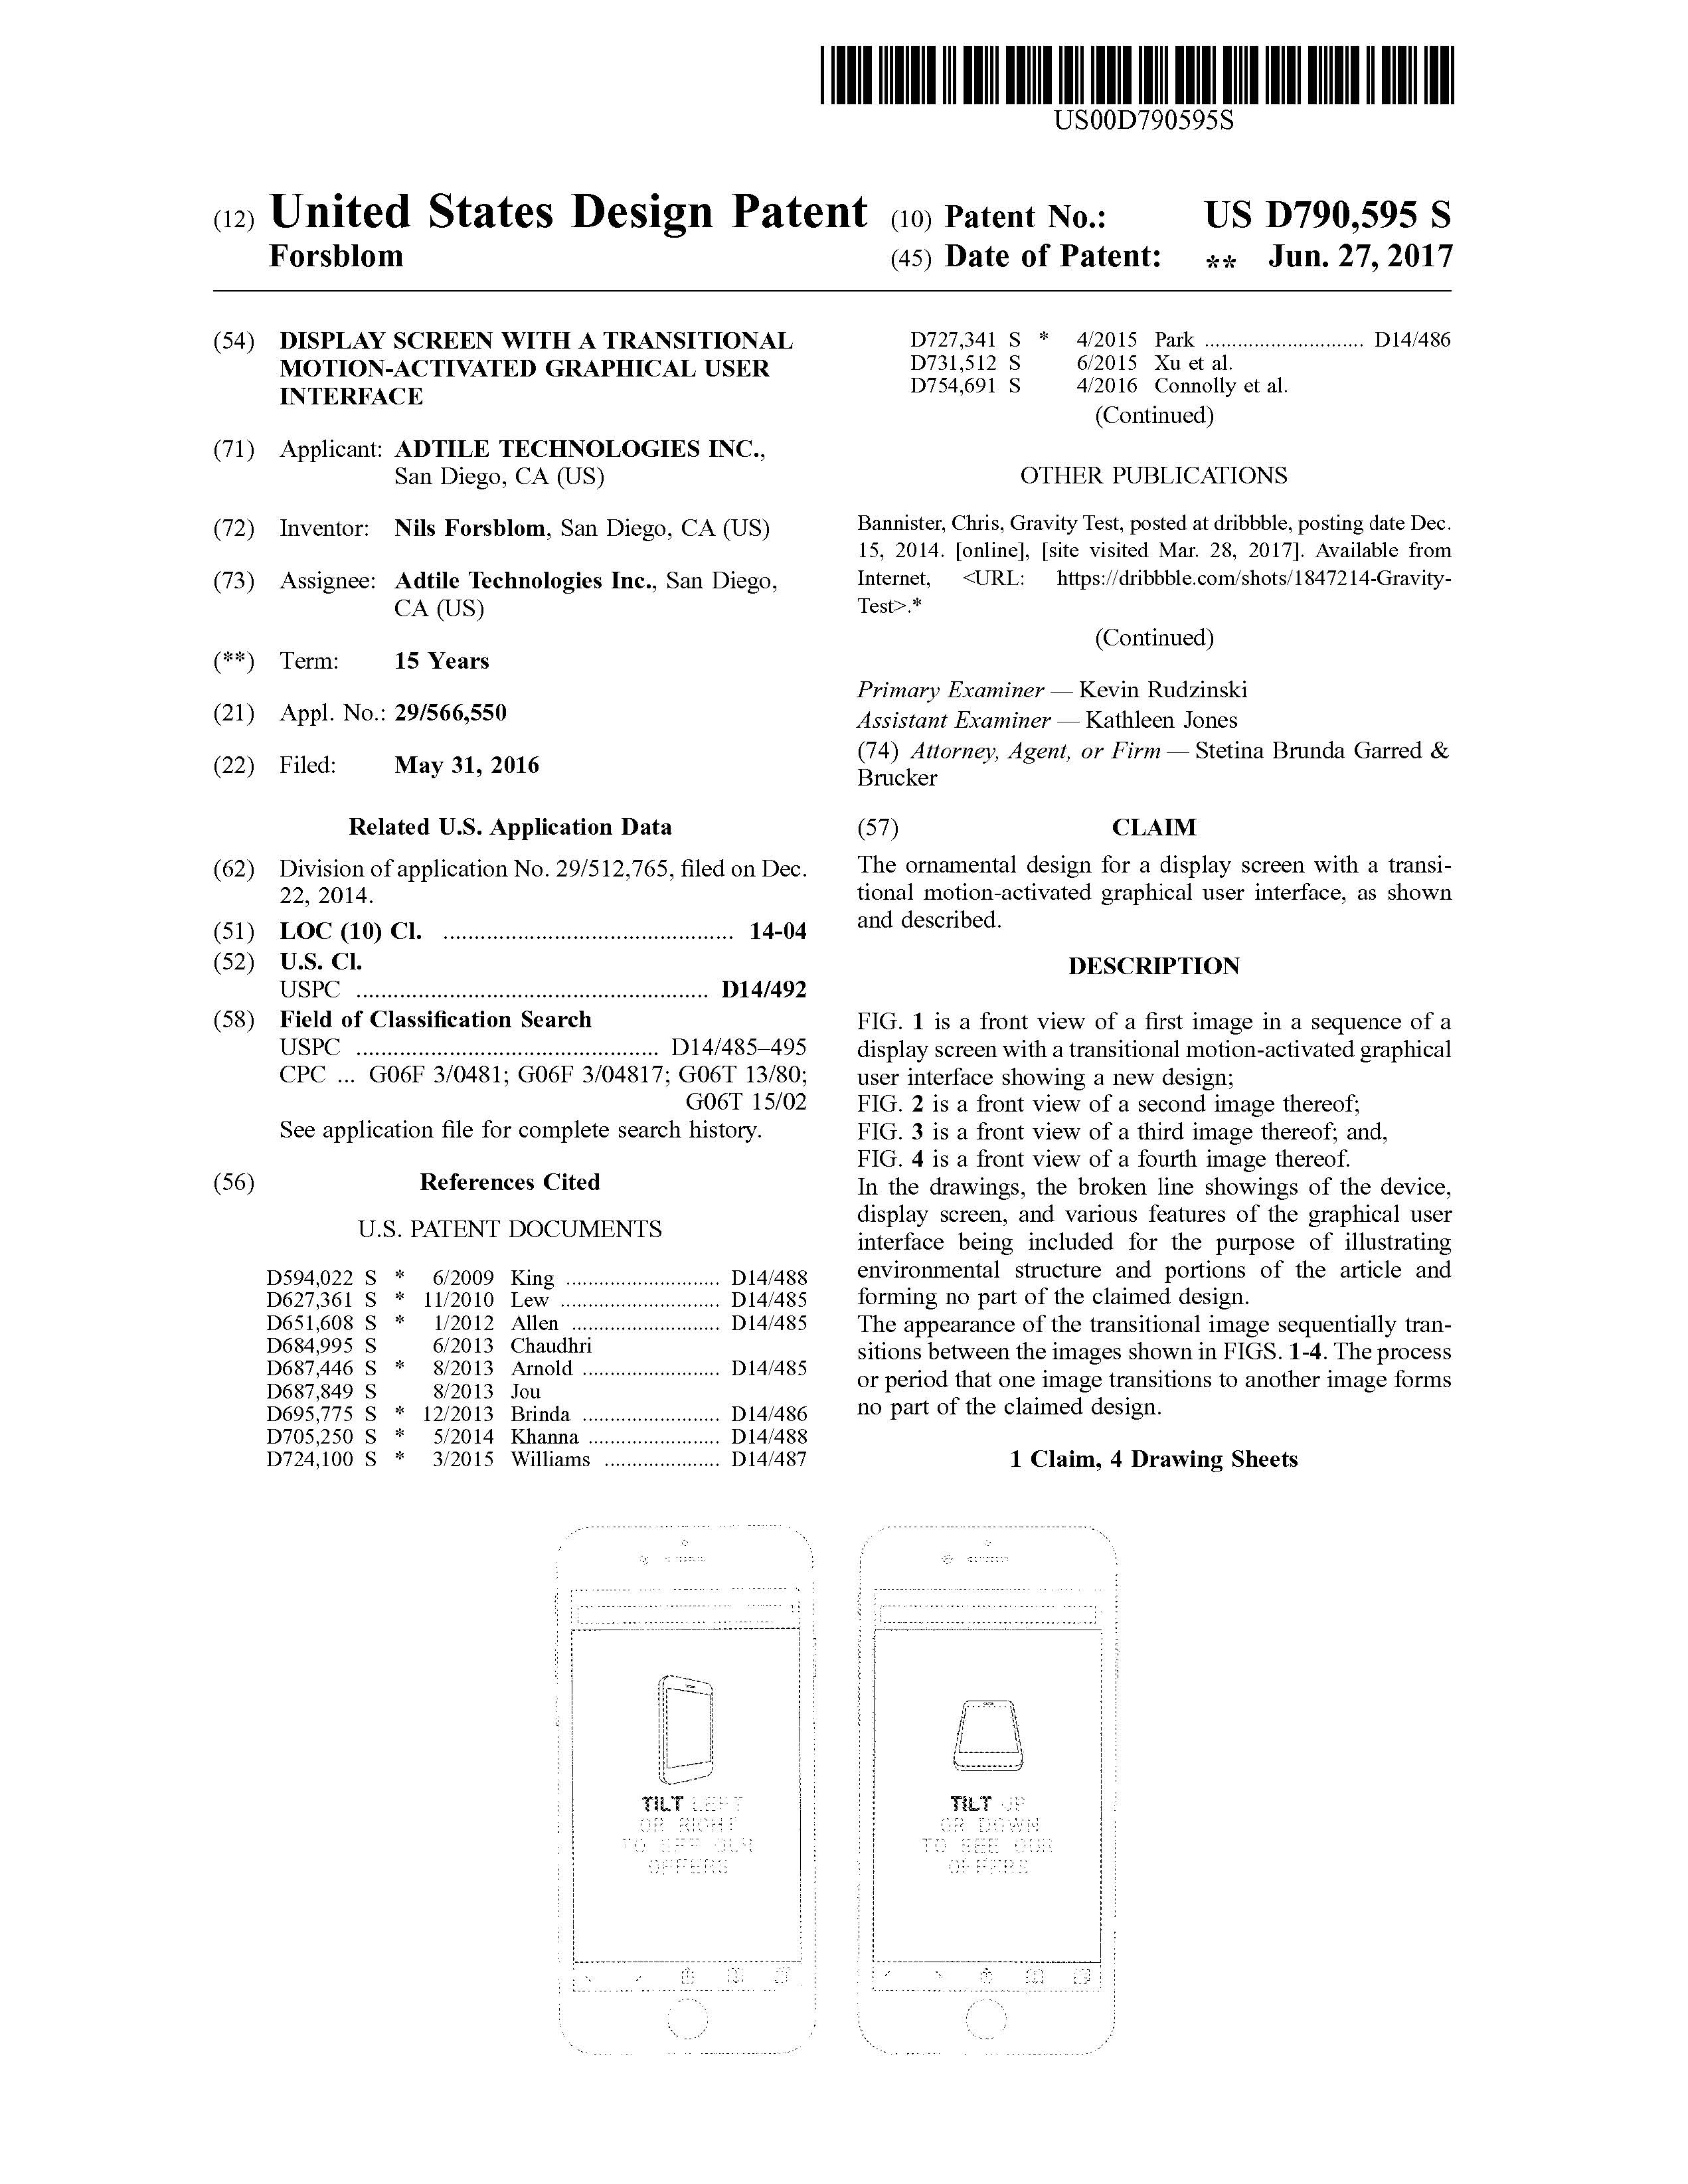 US00D790595S
(12) United States Design Patent
Forsblom
(10) Patent No.: US D790,595 S
(45) Date of Patent: ** Jun. 27, 2017
(54) DISPLAY SCREEN WITH A TRANSITIONAL
MOTION-ACTIVATED GRAPHICAL USER
INTERFACE
(71) Applicant: ADTILE TECHNOLOGIES INC.,
San Diego, CA (US)
(72) Inventor: Nils Forsblom, San Diego, CA (US)
(73) Assignee: Adtile Technologies Inc., San Diego,
CA (US)
(**) Term: 15 Years
(21) Appl. No.: 29/566,550
(22) Filed: May 31, 2016
Related U.S. Application Data
(62) Division of application No. 29/512,765, filed on Dec.
22, 2014.
(51) LOC (10) Cl. ............................................... 14-04
(52) U.S. Cl.
USPC ......................................................... D14/492
(58) Field of Classification Search
USPC ................................................. D14/485–495
CPC ... G06F 3/0481; G06F 3/04817; G06T 13/80;
G06T 15/02
See application file for complete search history.
(56) References Cited
U.S. PATENT DOCUMENTS
D594,022 S * 6/2009 King ............................ D14/488
D627,361 S * 11/2010 Lew ............................. D14/485
D651,608 S * 1/2012 Allen ........................... D14/485
D684,995 S 6/2013 Chaudhri
D687,446 S * 8/2013 Arnold ......................... D14/485
D687,849 S 8/2013 Jou
D695,775 S * 12/2013 Brinda ......................... D14/486
D705,250 S * 5/2014 Khanna ........................ D14/488
D724,100 S * 3/2015 Williams ..................... D14/487
D727,341 S * 4/2015 Park ............................. D14/486
D731,512 S 6/2015 Xu et al.
D754,691 S 4/2016 Connolly et al.
(Continued)
OTHER PUBLICATIONS
Bannister, Chris, Gravity Test, posted at dribbble, posting date Dec.
15, 2014. [online], [site visited Mar. 28, 2017]. Available from
Internet, <URL: https://dribbble.com/shots/1847214-Gravity-
Test>.*
(Continued)
Primary Examiner — Kevin Rudzinski
Assistant Examiner — Kathleen Jones
(74) Attorney, Agent, or Firm — Stetina Brunda Garred &
Brucker
(57) CLAIM
The ornamental design for a display screen with a transi-
tional motion-activated graphical user interface, as shown
and described.
DESCRIPTION
FIG. 1 is a front view of a first image in a sequence of a
display screen with a transitional motion-activated graphical
user interface showing a new design;
FIG. 2 is a front view of a second image thereof;
FIG. 3 is a front view of a third image thereof; and,
FIG. 4 is a front view of a fourth image thereof.
In the drawings, the broken line showings of the device,
display screen, and various features of the graphical user
interface being included for the purpose of illustrating
environmental structure and portions of the article and
forming no part of the claimed design.
The appearance of the transitional image sequentially tran-
sitions between the images shown in FIGS. 1-4. The process
or period that one image transitions to another image forms
no part of the claimed design.
1 Claim, 4 Drawing Sheets
TILT LEFT
OR RIGHT
TO SEE OUR
OFFERS
TILT UP
OR DOWN
TO SEE OUR
OFFERS